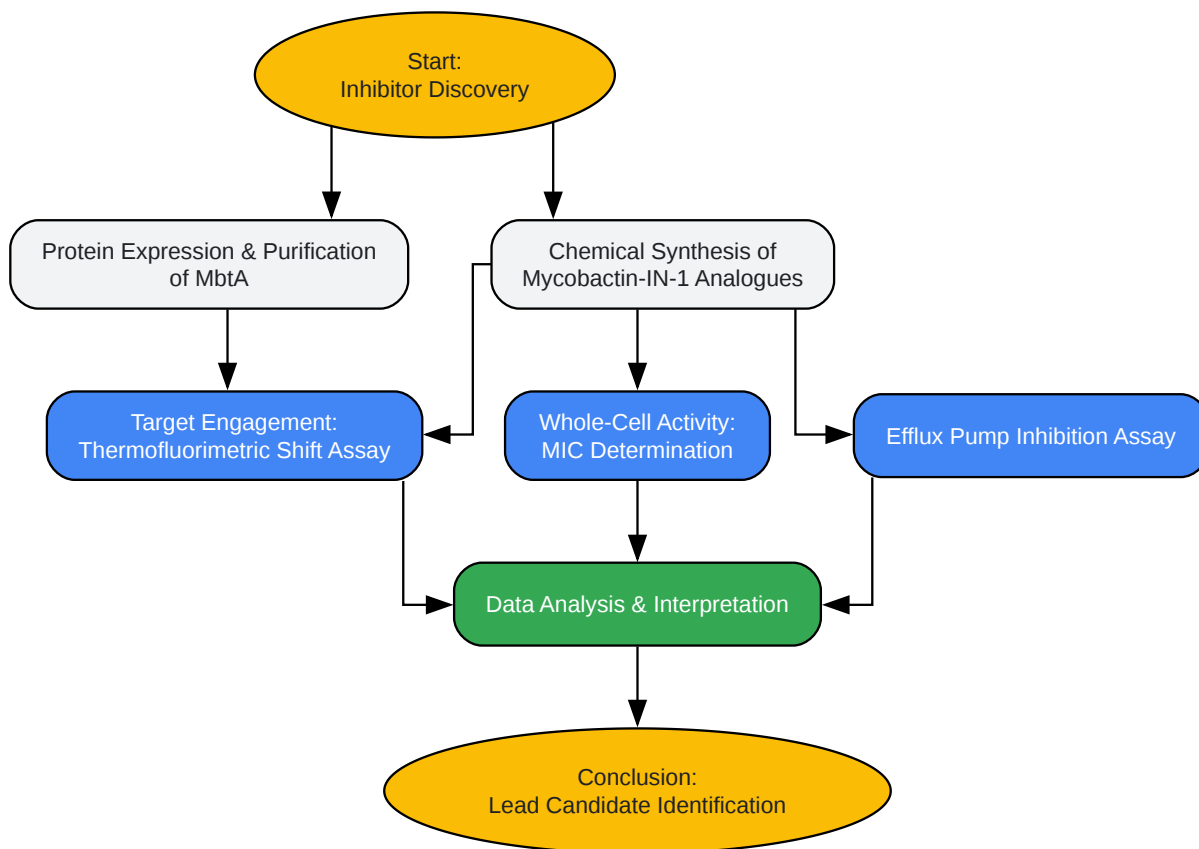 Start:
Inhibitor Discovery
Protein Expression & Purification
of MbtA
Chemical Synthesis of
Mycobactin-IN-1 Analogues
Target Engagement:
Thermofluorimetric Shift Assay
Whole-Cell Activity:
MIC Determination
Efflux Pump Inhibition Assay
Data Analysis & Interpretation
Conclusion:
Lead Candidate Identification